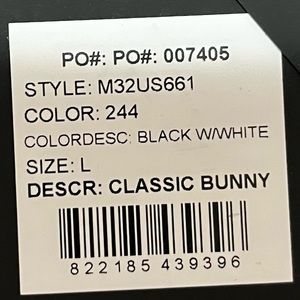 PO#: PO#: 007405
STYLE: M32US661
COLOR: 244
COLORDESC: BLACK W/WHITE
SIZE: L
DESCR: CLASSIC BUNNY
822185 439396